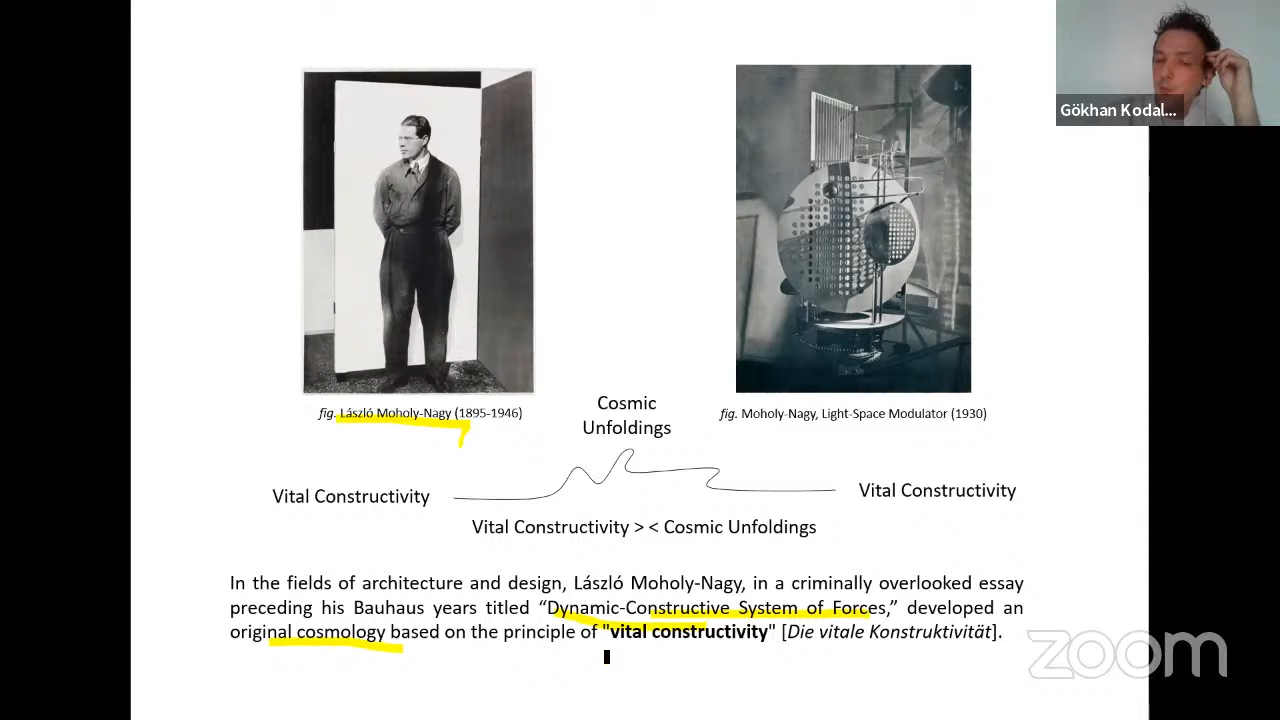 Gökhan Kodal...
fig. László Moholy-Nagy (1895-1946)
fig. Moholy-Nagy, Light-Space Modulator (1930)
Cosmic
Unfoldings
Vital Constructivity
Vital Constructivity
Vital Constructivity > < Cosmic Unfoldings
In the fields of architecture and design, László Moholy-Nagy, in a criminally overlooked essay
preceding his Bauhaus years titled “Dynamic-Constructive System of Forces,” developed an
original cosmology based on the principle of "vital constructivity" [Die vitale Konstruktivität].
zoom